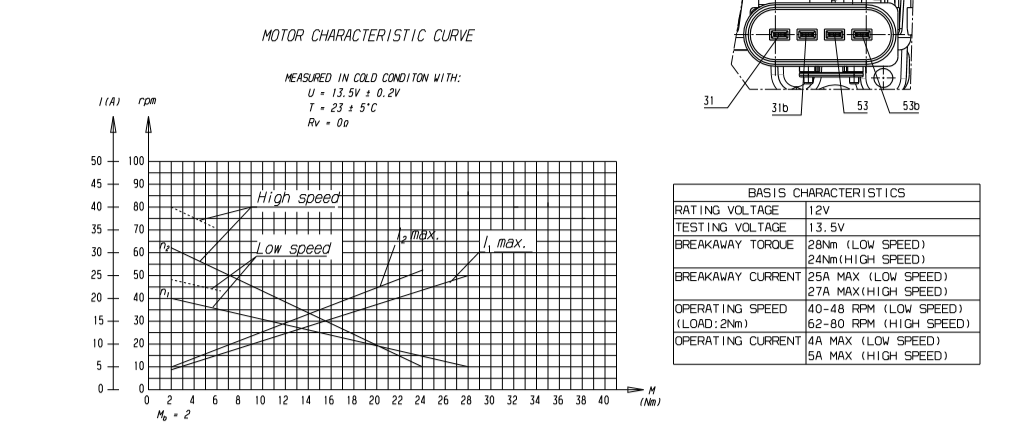 MOTOR CHARACTERISTIC CURVE
MEASURED IN COLD CONDITON WITH:
U = 13.5V ± 0.2V
T = 23 ± 5°C
Rv = 0Ω
31 31b 53 53b
I(A) rpm
50 100
45 90
40 80
35 70
30 60
25 50
20 40
15 30
10 20
5 10
0 0
High speed
Low speed
n₂
n₁
I₂ max.
I₁ max.
0 2 4 6 8 10 12 14 16 18 20 22 24 26 28 30 32 34 36 38 40
M
(Nm)
M_b = 2
BASIS CHARACTERISTICS
RATING VOLTAGE 12V
TESTING VOLTAGE 13.5V
BREAKAWAY TORQUE 28Nm (LOW SPEED)
24Nm(HIGH SPEED)
BREAKAWAY CURRENT 25A MAX (LOW SPEED)
27A MAX(HIGH SPEED)
OPERATING SPEED 40-48 RPM (LOW SPEED)
(LOAD:2Nm) 62-80 RPM (HIGH SPEED)
OPERATING CURRENT 4A MAX (LOW SPEED)
5A MAX (HIGH SPEED)